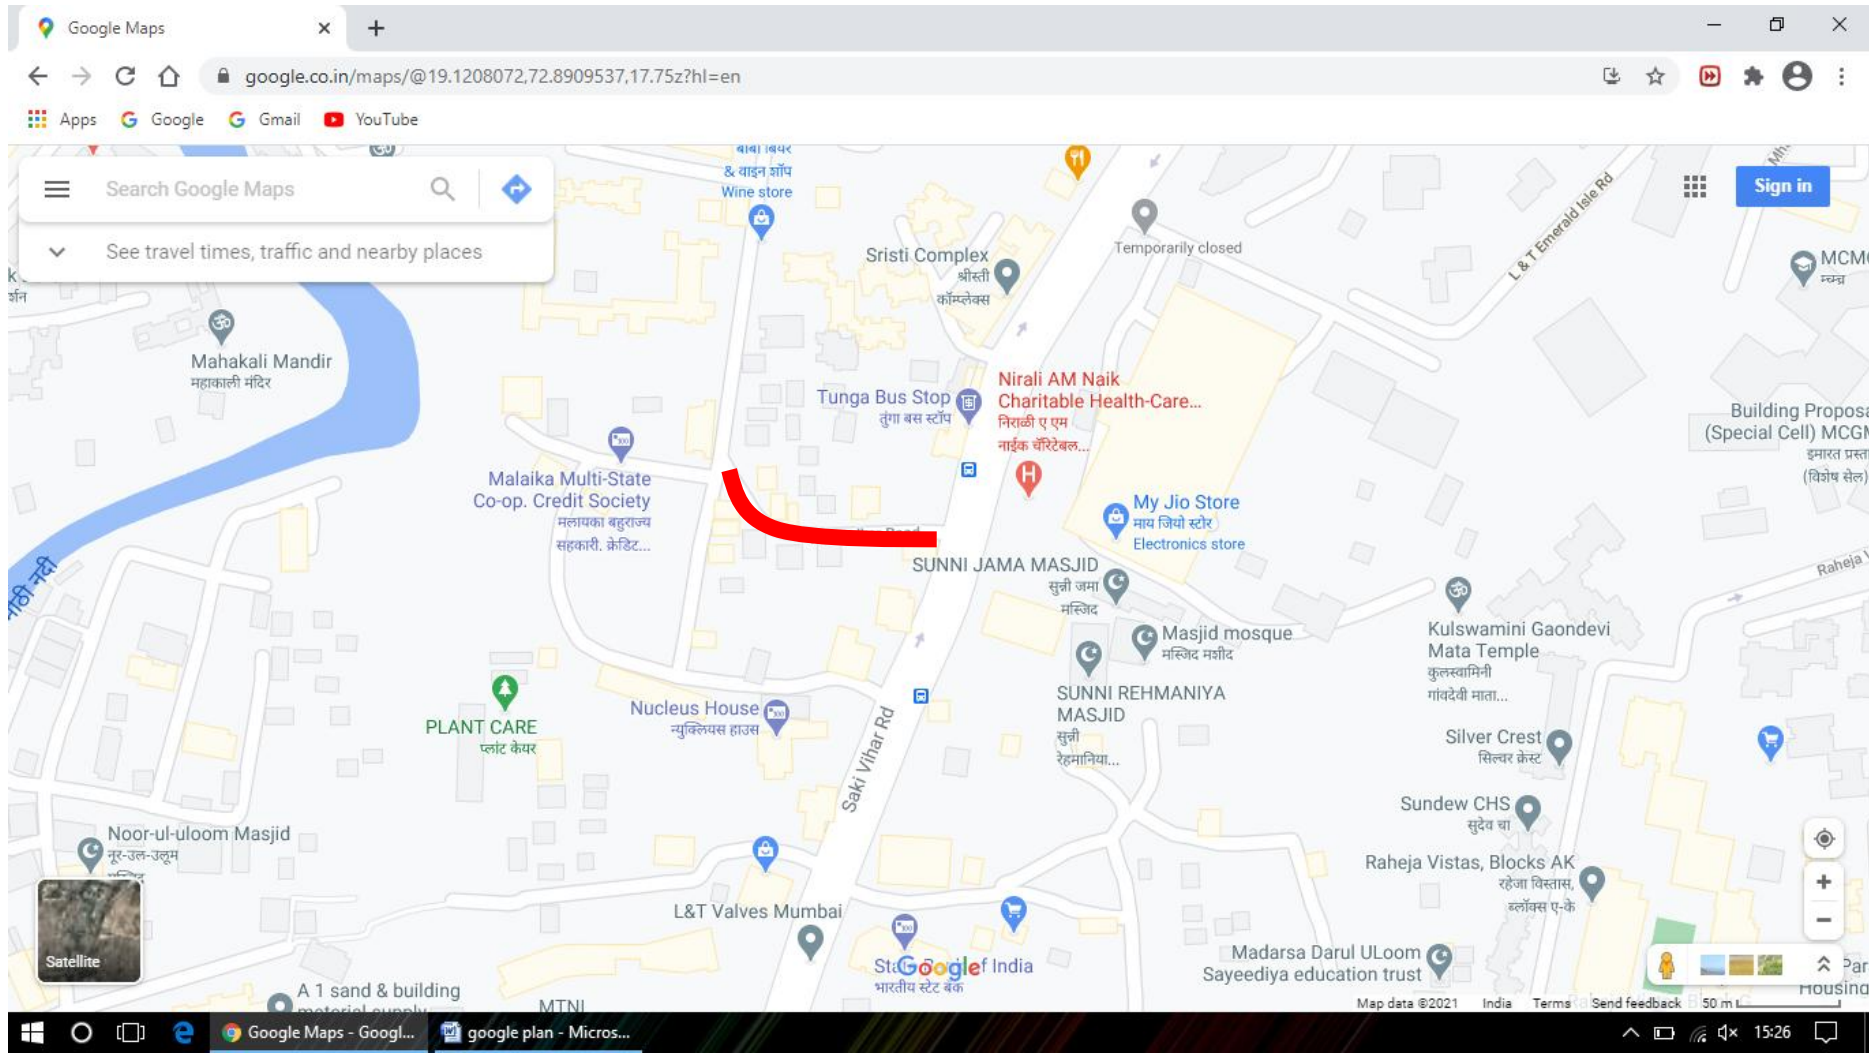 Google Maps
google.co.in/maps/@19.1208072,72.8909537,17.75z?hl=en
Apps
Google
Gmail
YouTube
Search Google Maps
See travel times, traffic and nearby places
Sign in
& वाइन शॉप
Wine store
Sristi Complex
श्रीस्ती
कॉम्प्लेक्स
Temporarily closed
L & T Emerald Isle Rd
MCM
Mahakali Mandir
महाकाली मंदिर
Tunga Bus Stop
तुंगा बस स्टॉप
Nirali AM Naik
Charitable Health-Care...
निराळी ए एम
नाईक चॅरिटेबल...
Building Propos
(Special Cell) MCG
इमारत प्रस्ता
(विशेष सेल)
Malaika Multi-State
Co-op. Credit Society
मलायका बहुराज्य
सहकारी. क्रेडिट...
My Jio Store
माय जियो स्टोर
Electronics store
SUNNI JAMA MASJID
सुन्नी जमा
मस्जिद
Raheja
Masjid mosque
मस्जिद मशीद
Kulswamini Gaondevi
Mata Temple
कुलस्वामिनी
गांवदेवी माता...
SUNNI REHMANIYA
MASJID
सुन्नी
रेहमानिया...
Nucleus House
न्युक्लियस हाउस
PLANT CARE
प्लांट केयर
Saki Vihar Rd
Silver Crest
सिल्वर क्रेस्ट
Sundew CHS
सुदेव चा
Noor-ul-uloom Masjid
नूर-उल-उलूम
Raheja Vistas, Blocks AK
रहेजा विस्तास,
ब्लॉक्स ए-के
L&T Valves Mumbai
Google
of India
भारतीय स्टेट बैंक
Madarsa Darul ULoom
Sayeediya education trust
Satellite
A 1 sand & building
material supply
MTNL
Par
Housing
Map data ©2021
India
Terms
Send feedback
50 m
Google Maps - Googl...
google plan - Micros...
15:26